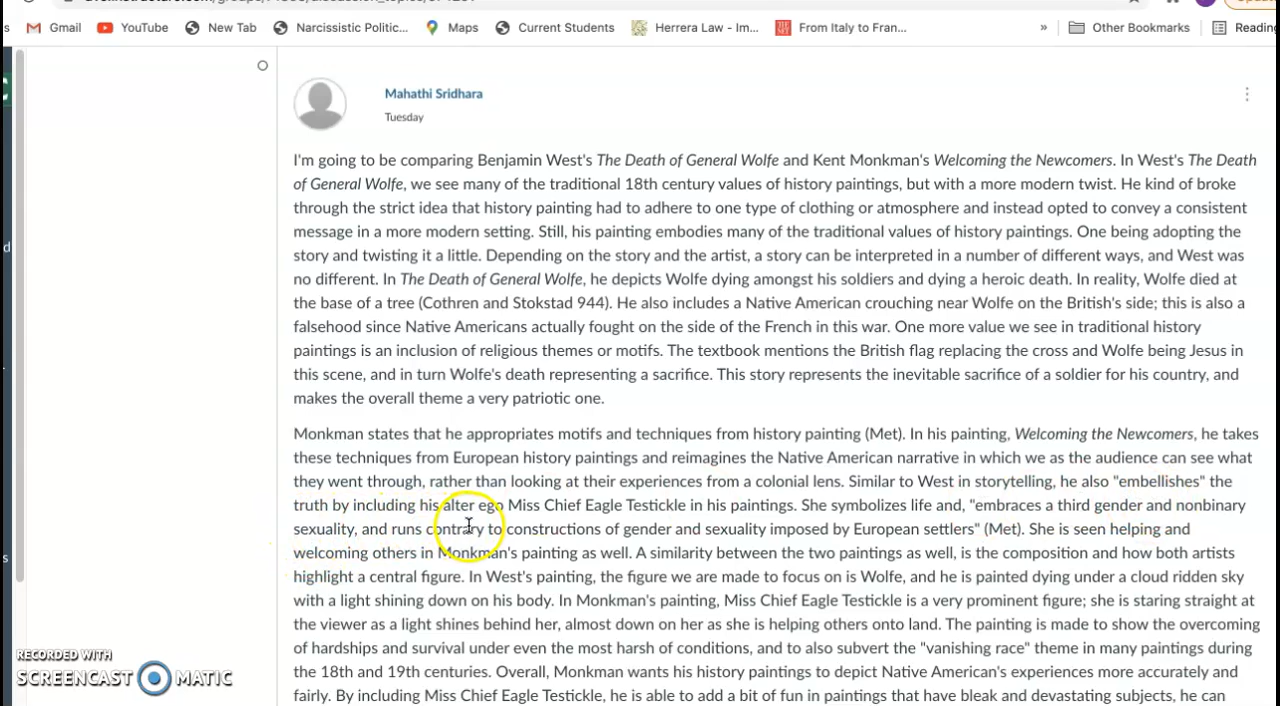 s Gmail YouTube New Tab Narcissistic Politic... Maps Current Students Herrera Law - Im... From Italy to Fran... » Other Bookmarks Reading
Mahathi Sridhara
Tuesday
I'm going to be comparing Benjamin West's The Death of General Wolfe and Kent Monkman's Welcoming the Newcomers. In West's The Death
of General Wolfe, we see many of the traditional 18th century values of history paintings, but with a more modern twist. He kind of broke
through the strict idea that history painting had to adhere to one type of clothing or atmosphere and instead opted to convey a consistent
message in a more modern setting. Still, his painting embodies many of the traditional values of history paintings. One being adopting the
story and twisting it a little. Depending on the story and the artist, a story can be interpreted in a number of different ways, and West was
no different. In The Death of General Wolfe, he depicts Wolfe dying amongst his soldiers and dying a heroic death. In reality, Wolfe died at
the base of a tree (Cothren and Stokstad 944). He also includes a Native American crouching near Wolfe on the British's side; this is also a
falsehood since Native Americans actually fought on the side of the French in this war. One more value we see in traditional history
paintings is an inclusion of religious themes or motifs. The textbook mentions the British flag replacing the cross and Wolfe being Jesus in
this scene, and in turn Wolfe's death representing a sacrifice. This story represents the inevitable sacrifice of a soldier for his country, and
makes the overall theme a very patriotic one.
Monkman states that he appropriates motifs and techniques from history painting (Met). In his painting, Welcoming the Newcomers, he takes
these techniques from European history paintings and reimagines the Native American narrative in which we as the audience can see what
they went through, rather than looking at their experiences from a colonial lens. Similar to West in storytelling, he also "embellishes" the
truth by including his alter ego Miss Chief Eagle Testickle in his paintings. She symbolizes life and, "embraces a third gender and nonbinary
sexuality, and runs contrary to constructions of gender and sexuality imposed by European settlers" (Met). She is seen helping and
welcoming others in Monkman's painting as well. A similarity between the two paintings as well, is the composition and how both artists
highlight a central figure. In West's painting, the figure we are made to focus on is Wolfe, and he is painted dying under a cloud ridden sky
with a light shining down on his body. In Monkman's painting, Miss Chief Eagle Testickle is a very prominent figure; she is staring straight at
the viewer as a light shines behind her, almost down on her as she is helping others onto land. The painting is made to show the overcoming
of hardships and survival under even the most harsh of conditions, and to also subvert the "vanishing race" theme in many paintings during
the 18th and 19th centuries. Overall, Monkman wants his history paintings to depict Native American's experiences more accurately and
fairly. By including Miss Chief Eagle Testickle, he is able to add a bit of fun in paintings that have bleak and devastating subjects, he can
RECORDED WITH
SCREENCAST MATIC